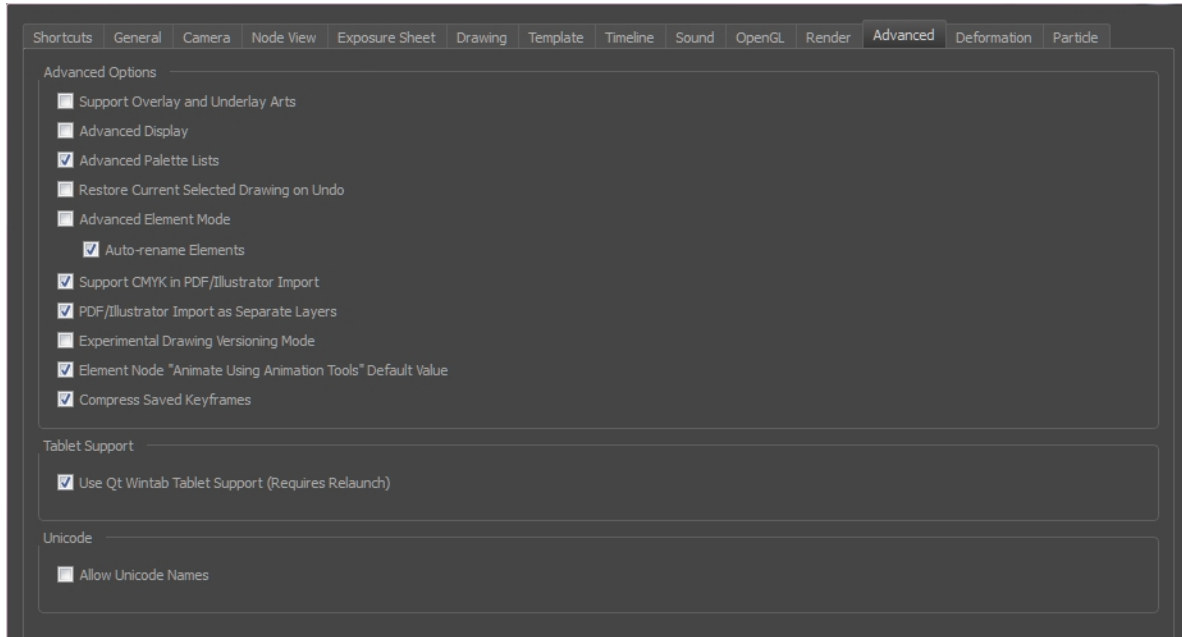 Shortcuts General Camera Node View Exposure Sheet Drawing Template Timeline Sound OpenGL Render Advanced Deformation Particle
Advanced Options
Support Overlay and Underlay Arts
Advanced Display
Advanced Palette Lists
Restore Current Selected Drawing on Undo
Advanced Element Mode
Auto-rename Elements
Support CMYK in PDF/Illustrator Import
PDF/Illustrator Import as Separate Layers
Experimental Drawing Versioning Mode
Element Node "Animate Using Animation Tools" Default Value
Compress Saved Keyframes
Tablet Support
Use Qt Wintab Tablet Support (Requires Relaunch)
Unicode
Allow Unicode Names